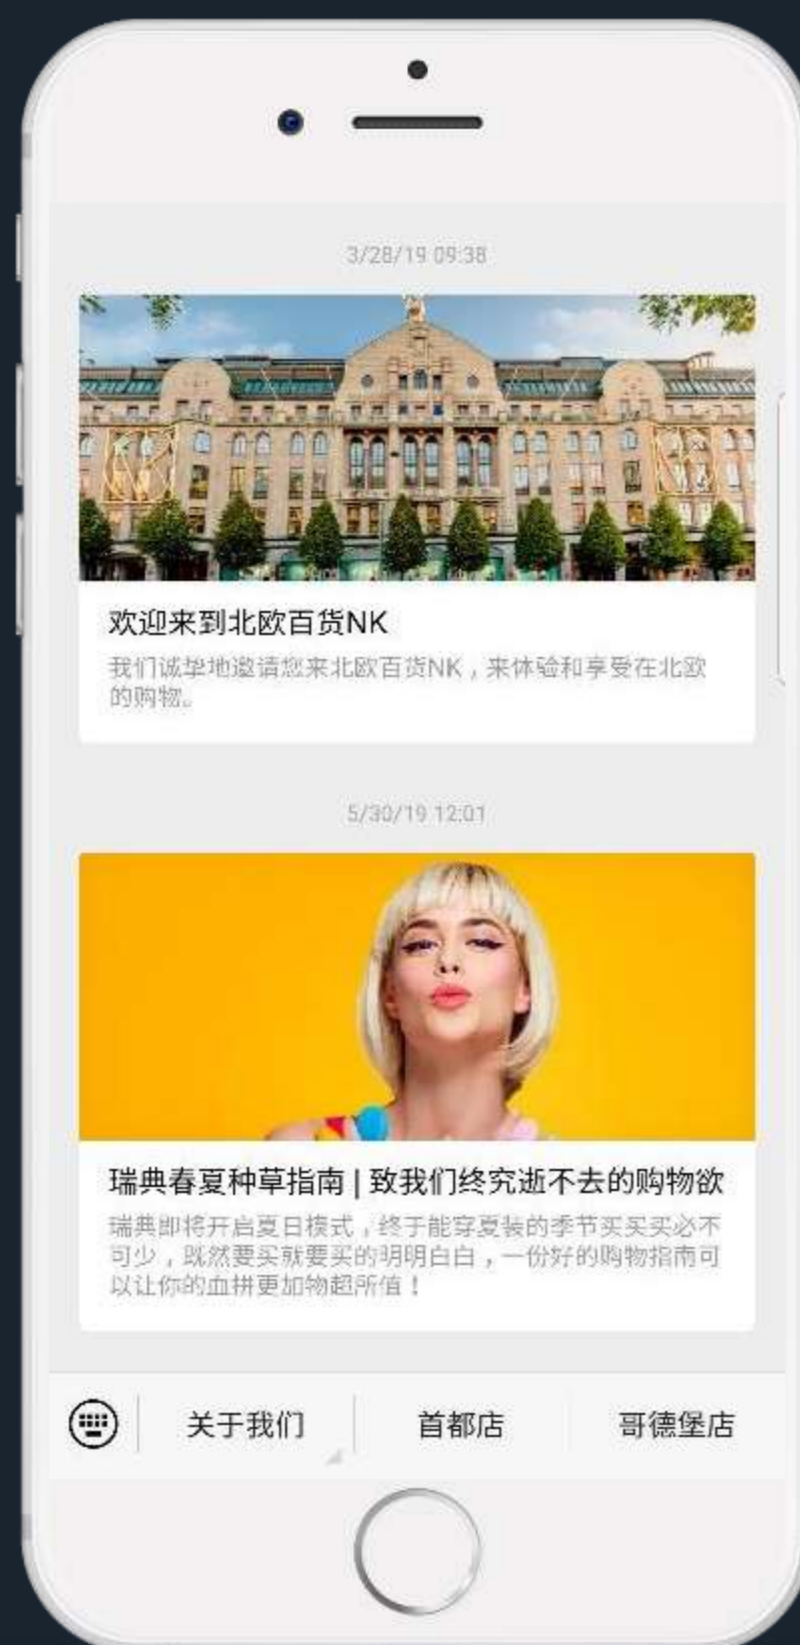 3/28/19 09:38
欢迎来到北欧百货NK
我们诚挚地邀请您来北欧百货NK，来体验和享受在北欧
的购物。
5/30/19 12:01
瑞典春夏种草指南 | 致我们终究逝不去的购物欲
瑞典即将开启夏日模式，终于能穿夏装的季节买买买必不
可少，既然要买就要买的明明白白，一份好的购物指南可
以让你的血拼更加物超所值！
关于我们
首都店
哥德堡店